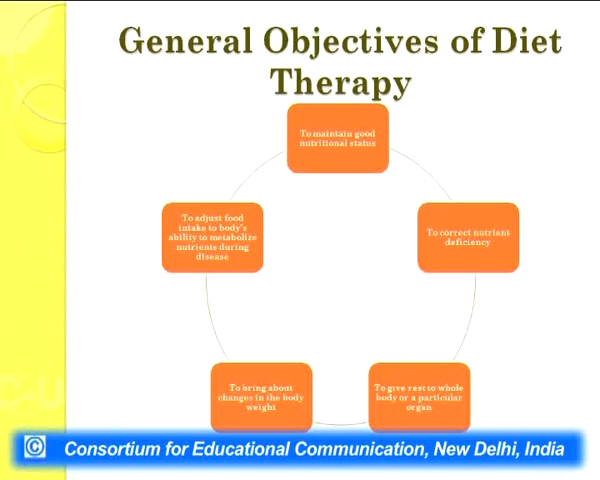 General Objectives of Diet
Therapy
To maintain good
nutritional status
To correct nutrient
deficiency
To give rest to whole
body or a particular
organ
To bring about
changes in the body
weight
To adjust food
intake to body's
ability to metabolize
nutrients during
disease
© Consortium for Educational Communication, New Delhi, India